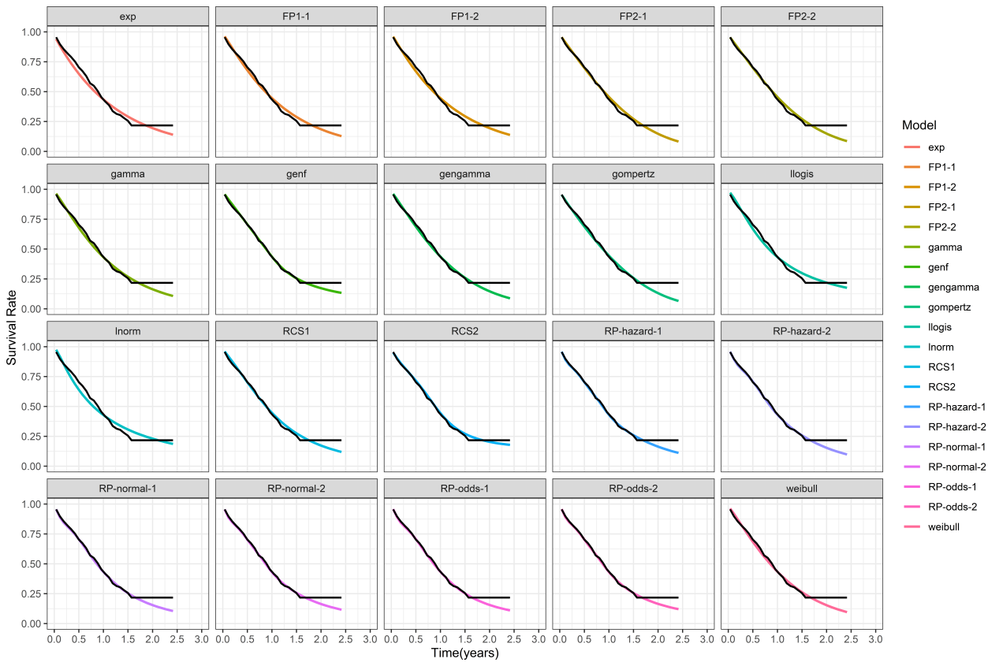 exp FP1-1 FP1-2 FP2-1 FP2-2
1.00
0.75
0.50
0.25
0.00
gamma genf gengamma gompertz llogis
1.00
0.75
0.50
0.25
0.00
lnorm RCS1 RCS2 RP-hazard-1 RP-hazard-2
1.00
0.75
0.50
0.25
0.00
RP-normal-1 RP-normal-2 RP-odds-1 RP-odds-2 weibull
1.00
0.75
0.50
0.25
0.00
0.0 0.5 1.0 1.5 2.0 2.5 3.0 0.0 0.5 1.0 1.5 2.0 2.5 3.0 0.0 0.5 1.0 1.5 2.0 2.5 3.0 0.0 0.5 1.0 1.5 2.0 2.5 3.0 0.0 0.5 1.0 1.5 2.0 2.5 3.0
Time(years)
Survival Rate
Model
exp
FP1-1
FP1-2
FP2-1
FP2-2
gamma
genf
gengamma
gompertz
llogis
lnorm
RCS1
RCS2
RP-hazard-1
RP-hazard-2
RP-normal-1
RP-normal-2
RP-odds-1
RP-odds-2
weibull